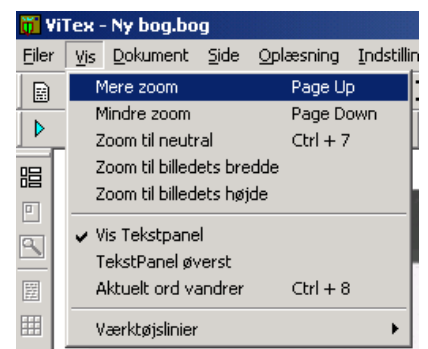 ViTex - Ny bog.bog
Filer Vis Dokument Side Oplæsning
Mere zoom Page Up
Mindre zoom Page Down
Zoom til neutral Ctrl + 7
Zoom til billedets bredde
Zoom til billedets højde
Vis Tekstpanel
TekstPanel øverst
Aktuelt ord vandrer Ctrl + 8
Værktøjslinier